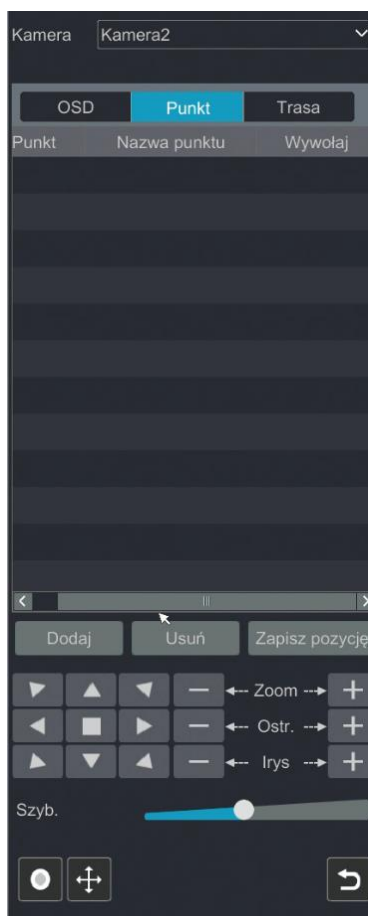 Kamera Kamera2
OSD Punkt Trasa
Punkt Nazwa punktu Wywołaj
Dodaj Usuń Zapisz pozycję
Zoom
Ostr.
Irys
Szyb.